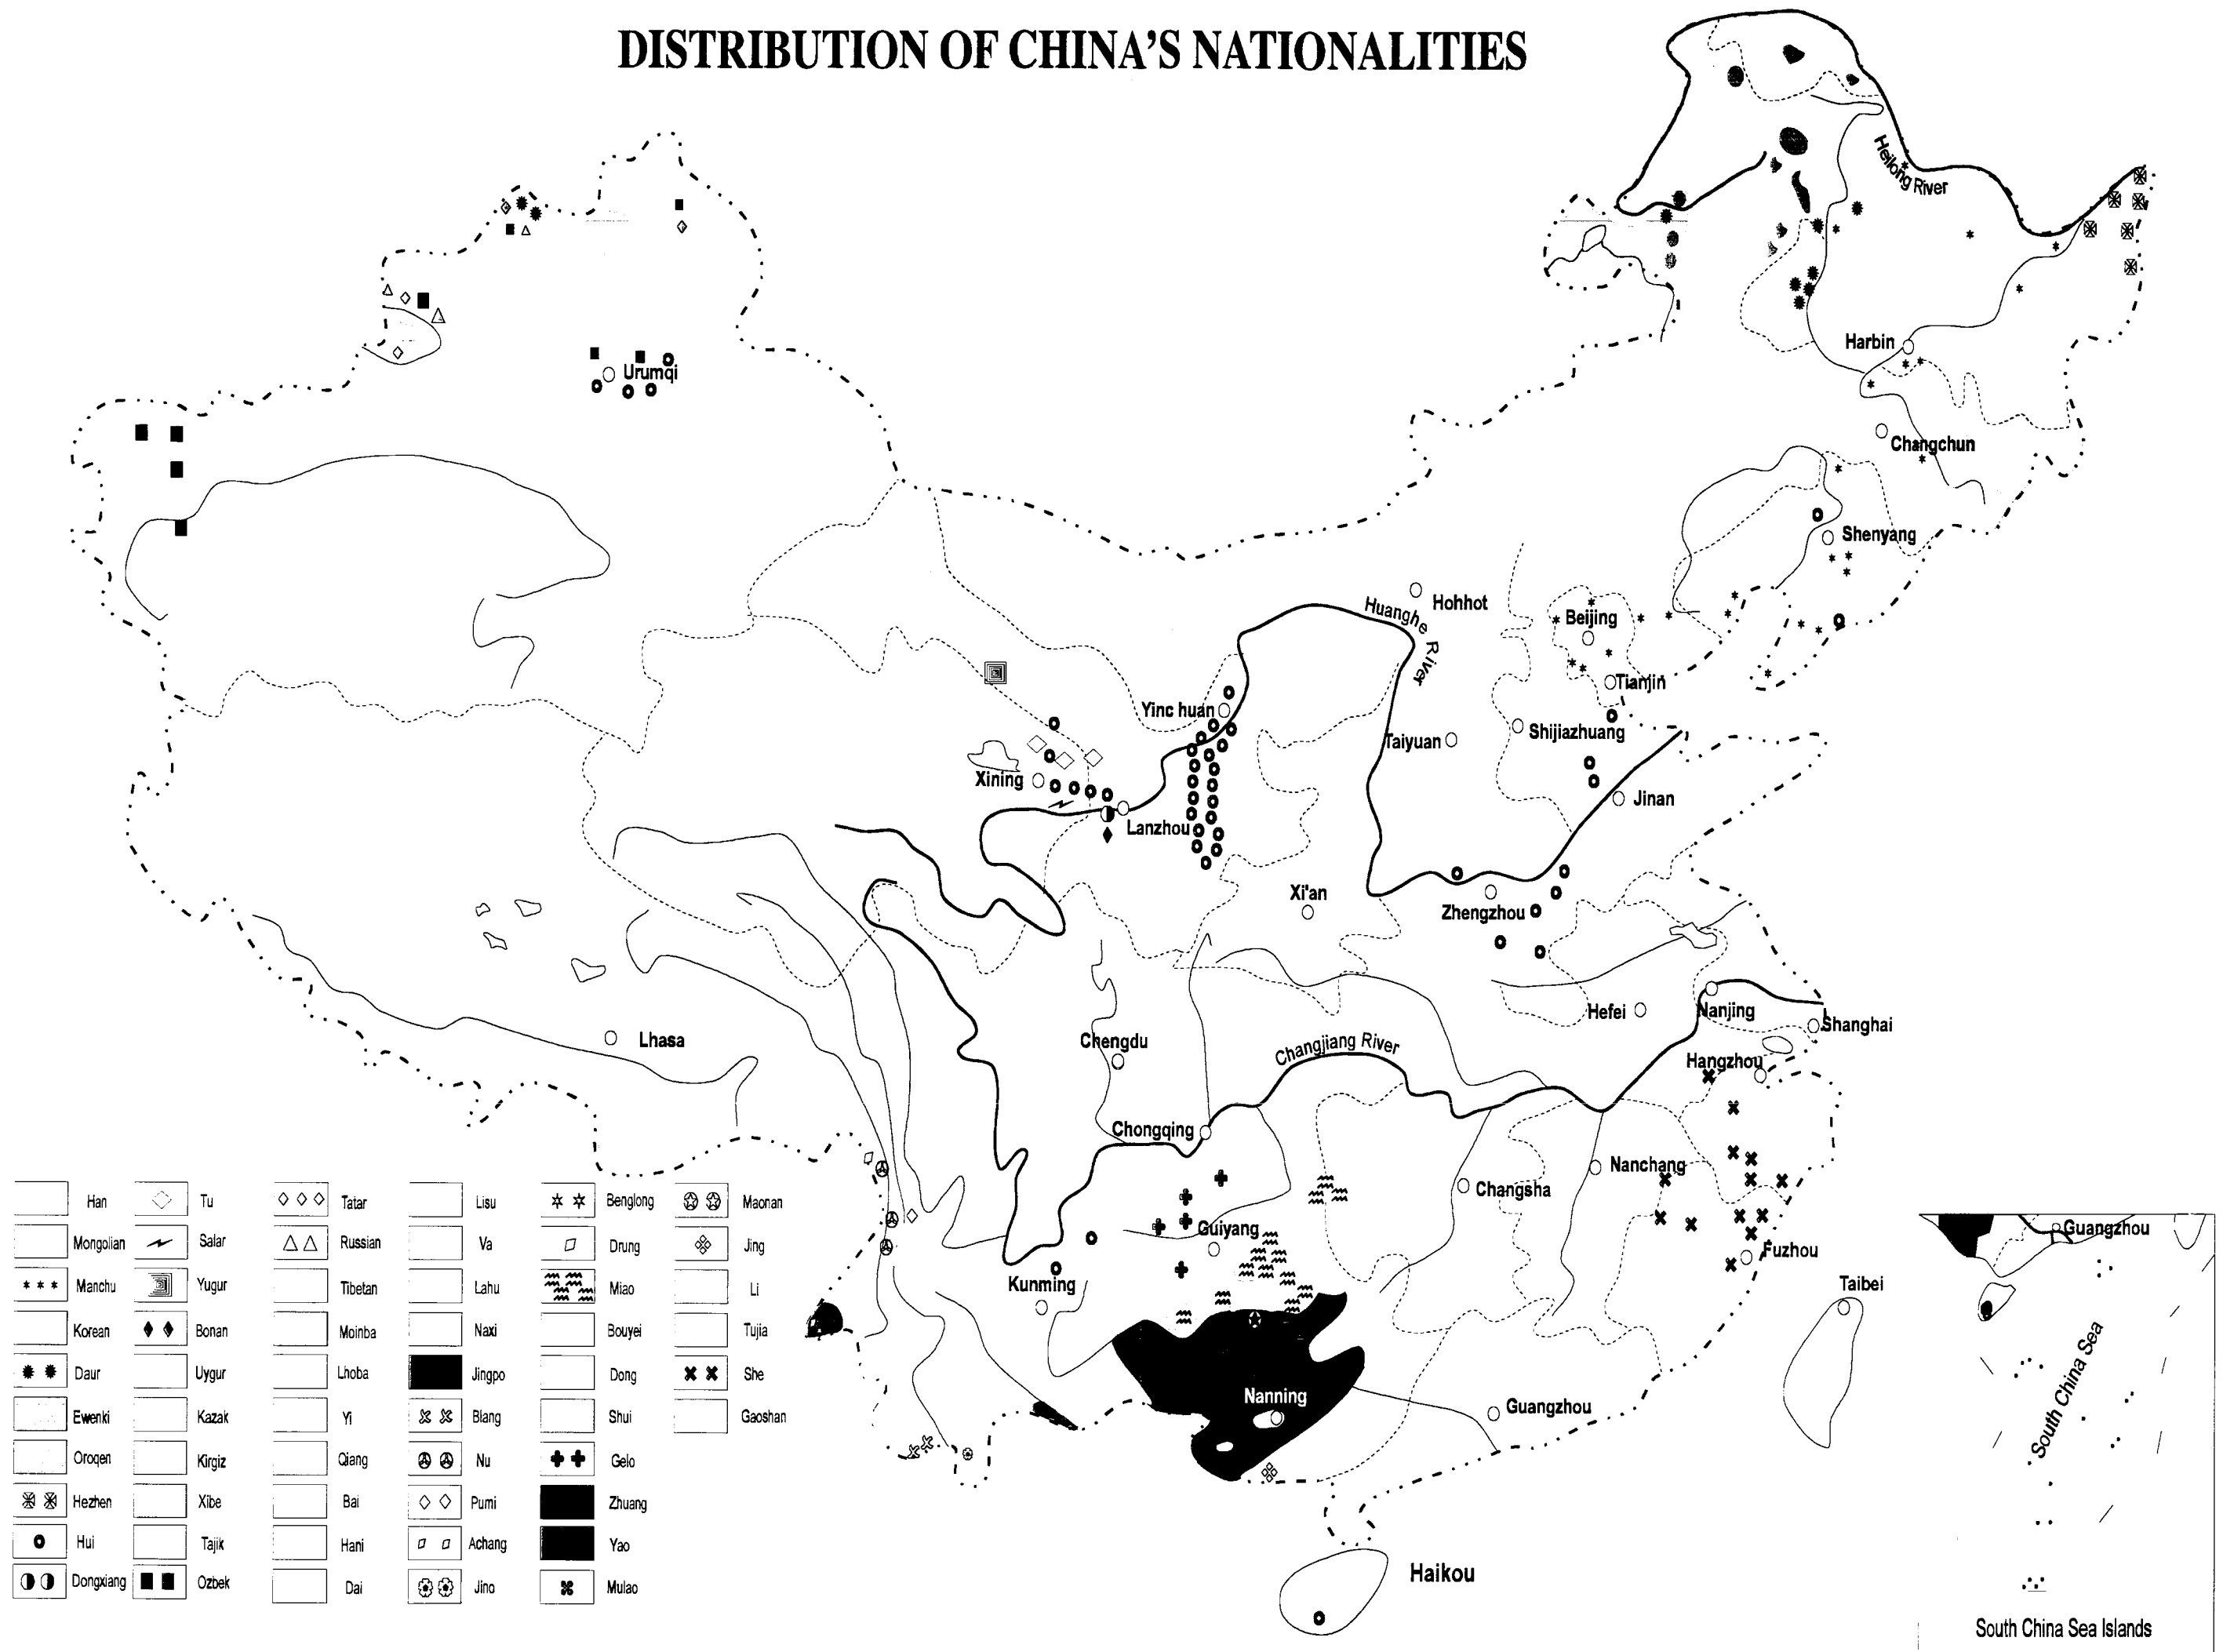 DISTRIBUTION OF CHINA'S NATIONALITIES
Heilong River
Harbin
Urumqi
Changchun
Shenyang
Hohhot
Huanghe River
Beijing
Tianjin
Yinc huan
Taiyuan
Shijiazhuang
Xining
Jinan
Lanzhou
Xi'an
Zhengzhou
Hefei
Nanjing
Shanghai
Lhasa
Chengdu
Changjiang River
Hangzhou
Chongqing
Nanchang
Changsha
Guiyang
Fuzhou
Kunming
Taibei
Nanning
Guangzhou
Haikou
Guangzhou
South China Sea
South China Sea Islands
Han
Mongolian
Manchu
Korean
Daur
Ewenki
Oroqen
Hezhen
Hui
Dongxiang
Tu
Salar
Yugur
Bonan
Uygur
Kazak
Kirgiz
Xibe
Tajik
Ozbek
Tatar
Russian
Tibetan
Moinba
Lhoba
Yi
Qiang
Bai
Hani
Dai
Lisu
Va
Lahu
Naxi
Jingpo
Blang
Nu
Pumi
Achang
Jino
Benglong
Drung
Miao
Bouyei
Dong
Shui
Gelo
Zhuang
Yao
Mulao
Maonan
Jing
Li
Tujia
She
Gaoshan